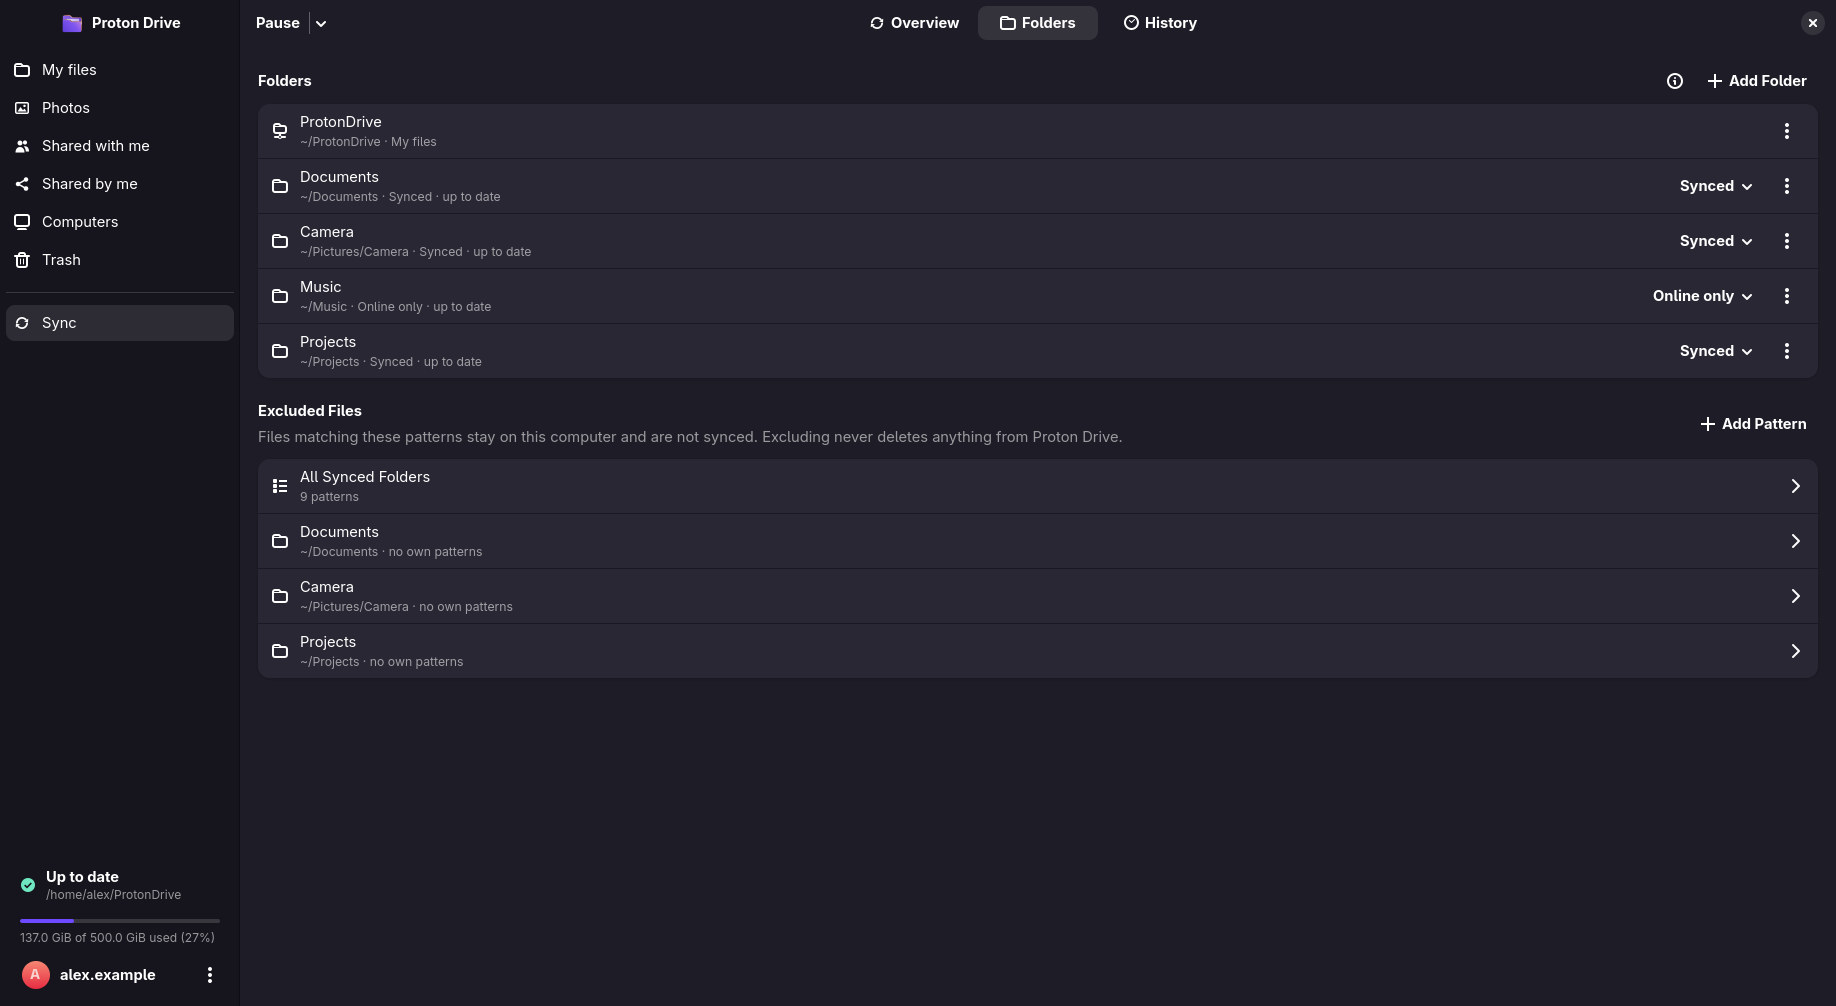 Proton Drive
My files
Photos
Shared with me
Shared by me
Computers
Trash
Sync
Up to date
/home/alex/ProtonDrive
137.0 GiB of 500.0 GiB used (27%)
A
alex.example
Pause
Overview
Folders
History
Folders
Add Folder
ProtonDrive
~/ProtonDrive · My files
Documents
~/Documents · Synced · up to date
Synced
Camera
~/Pictures/Camera · Synced · up to date
Synced
Music
~/Music · Online only · up to date
Online only
Projects
~/Projects · Synced · up to date
Synced
Excluded Files
Files matching these patterns stay on this computer and are not synced. Excluding never deletes anything from Proton Drive.
Add Pattern
All Synced Folders
9 patterns
Documents
~/Documents · no own patterns
Camera
~/Pictures/Camera · no own patterns
Projects
~/Projects · no own patterns